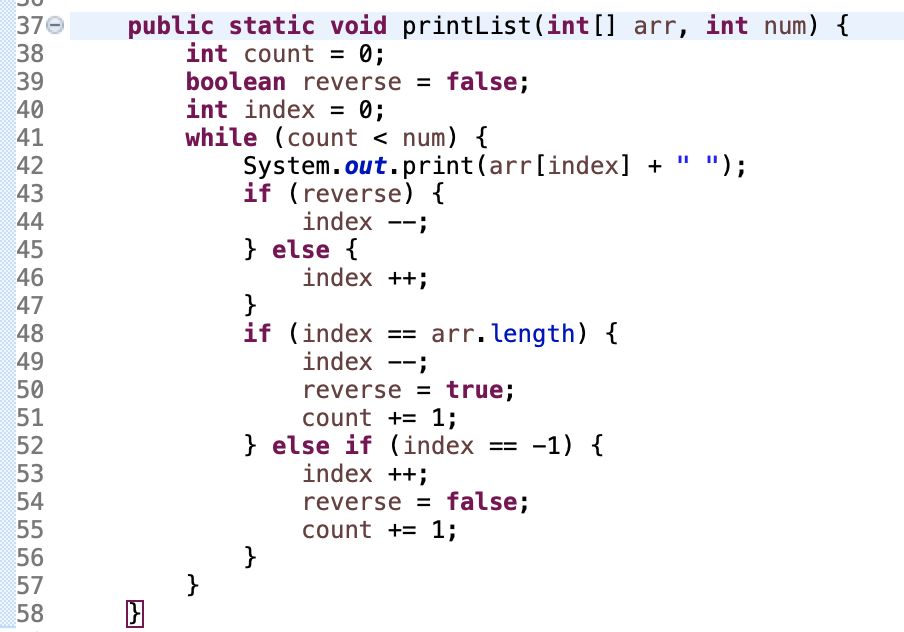 37 public static void printList(int[] arr, int num) {
38 int count = 0;
39 boolean reverse = false;
40 int index = 0;
41 while (count < num) {
42 System.out.print(arr[index] + " ");
43 if (reverse) {
44 index --;
45 } else {
46 index ++;
47 }
48 if (index == arr.length) {
49 index --;
50 reverse = true;
51 count += 1;
52 } else if (index == -1) {
53 index ++;
54 reverse = false;
55 count += 1;
56 }
57 }
58 }